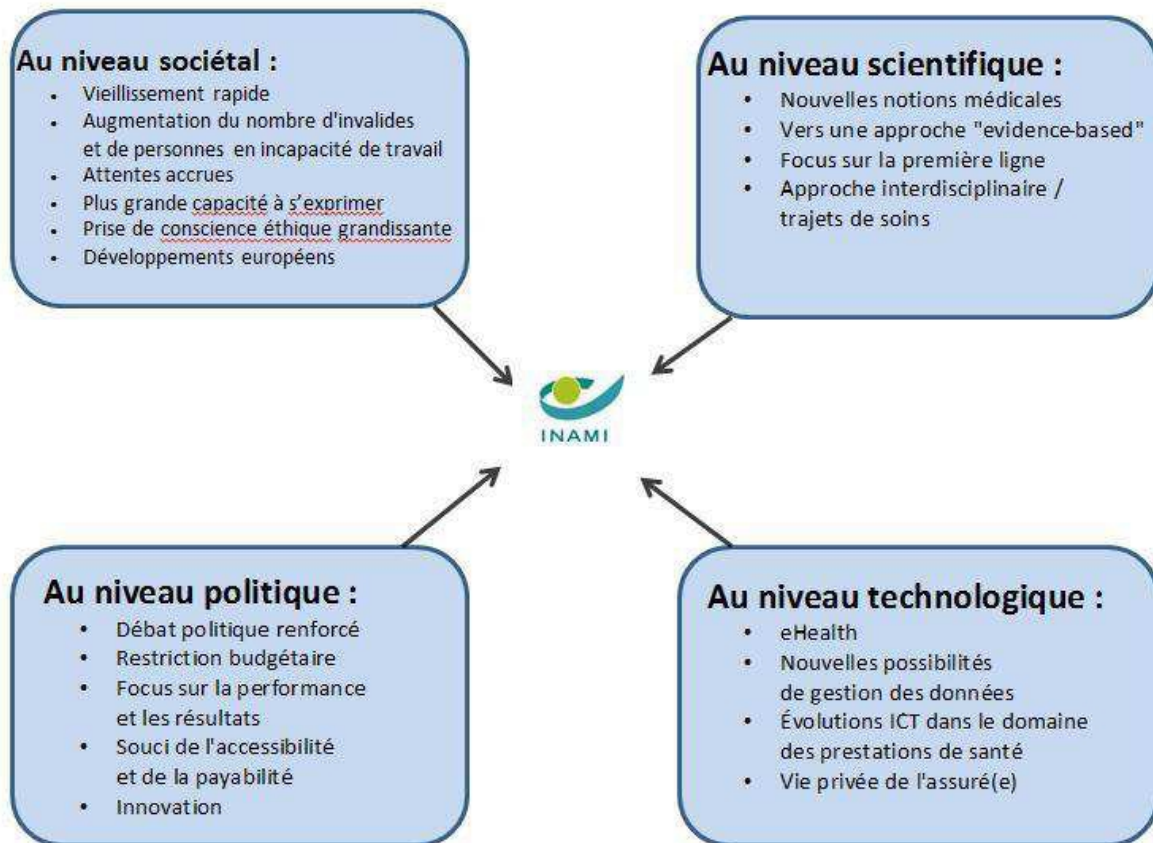 Au niveau sociétal :
• Vieillissement rapide
• Augmentation du nombre d'invalides
et de personnes en incapacité de travail
• Attentes accrues
• Plus grande capacité à s’exprimer
• Prise de conscience éthique grandissante
• Développements européens
Au niveau scientifique :
• Nouvelles notions médicales
• Vers une approche "evidence-based"
• Focus sur la première ligne
• Approche interdisciplinaire /
trajets de soins
INAMI
Au niveau politique :
• Débat politique renforcé
• Restriction budgétaire
• Focus sur la performance
et les résultats
• Souci de l'accessibilité
et de la payabilité
• Innovation
Au niveau technologique :
• eHealth
• Nouvelles possibilités
de gestion des données
• Évolutions ICT dans le domaine
des prestations de santé
• Vie privée de l'assuré(e)